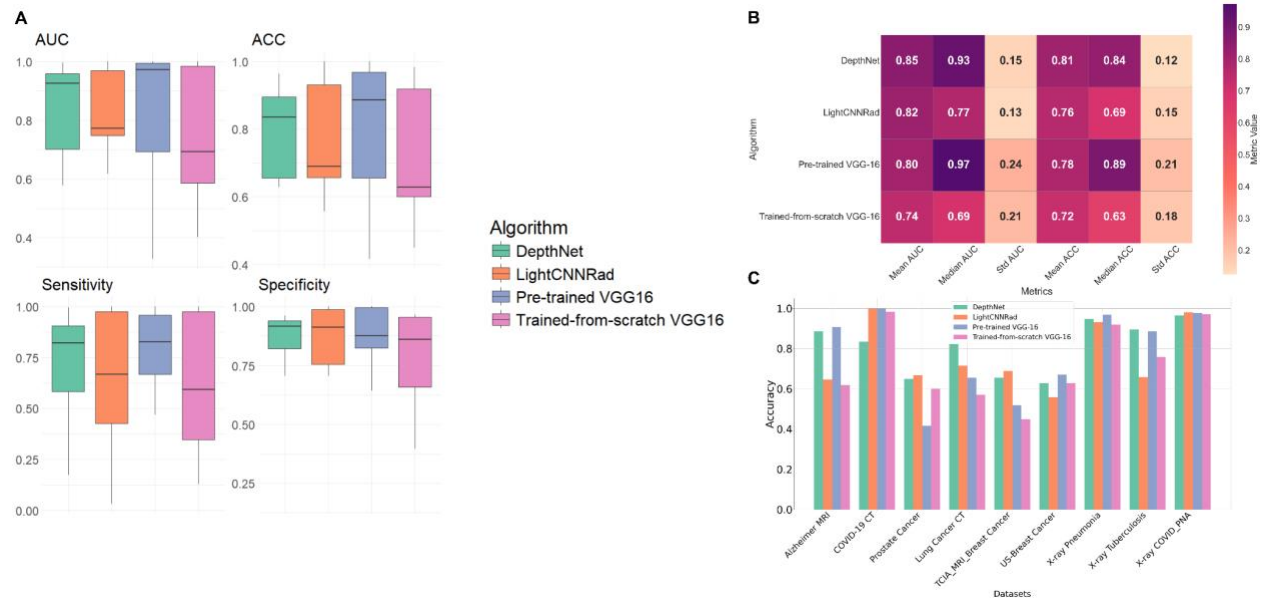 A
AUC
1.0
0.8
0.6
0.4
ACC
1.0
0.8
0.6
0.4
Sensitivity
1.00
0.75
0.50
0.25
0.00
Specificity
1.00
0.75
0.50
0.25
Algorithm
DepthNet
LightCNNRad
Pre-trained VGG16
Trained-from-scratch VGG16
B
Algorithm
DepthNet 0.85 0.93 0.15 0.81 0.84 0.12
LightCNNRad 0.82 0.77 0.13 0.76 0.69 0.15
Pre-trained VGG-16 0.80 0.97 0.24 0.78 0.89 0.21
Trained-from-scratch VGG-16 0.74 0.69 0.21 0.72 0.63 0.18
Mean AUC Median AUC Std AUC Mean ACC Median ACC Std ACC
Metrics
0.9
0.8
0.7
0.6
0.5
0.4
0.3
0.2
Metric Value
C
DepthNet
LightCNNRad
Pre-trained VGG-16
Trained-from-scratch VGG-16
Accuracy
1.0
0.8
0.6
0.4
0.2
0.0
Alzheimer MRI
COVID-19 CT
Prostate Cancer
Lung Cancer CT
TCIA_MRI_Breast Cancer
US-Breast Cancer
X-ray Pneumonia
X-ray Tuberculosis
X-ray COVID_PNA
Datasets